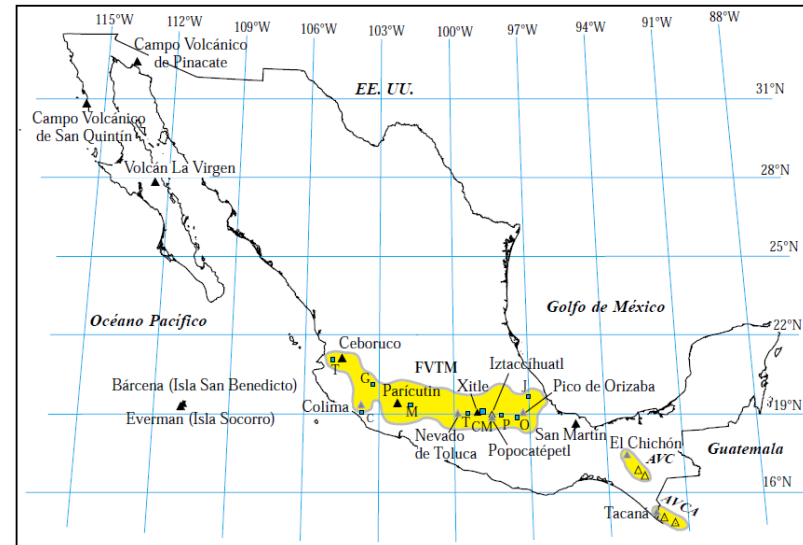 115°W 112°W 109°W 106°W 103°W 100°W 97°W 94°W 91°W 88°W
Campo Volcánico
de Pinacate
EE. UU.
31°N
Campo Volcánico
de San Quintín
Volcán La Virgen
28°N
25°N
Océano Pacífico
Golfo de México
22°N
Ceboruco
T
FVTM
Iztaccíhuatl
G
Bárcena (Isla San Benedicto)
Parícutin
Xitle
J
Pico de Orizaba
Colima
M
19°N
Everman (Isla Socorro)
C
T
CM
P
O
San Martín
Nevado
de Toluca
Popocatépetl
El Chichón
Guatemala
AVC
16°N
Tacaná
AVCA